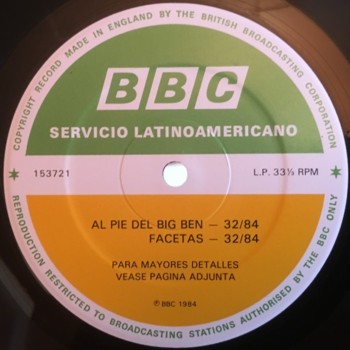 COPYRIGHT RECORD MADE IN ENGLAND BY THE BRITISH BROADCASTING CORPORATION
BBC
SERVICIO LATINOAMERICANO
153721
L.P. 33⅓ RPM
AL PIE DEL BIG BEN — 32/84
FACETAS — 32/84
PARA MAYORES DETALLES
VEASE PAGINA ADJUNTA
℗ BBC 1984
REPRODUCTION RESTRICTED TO BROADCASTING STATIONS AUTHORISED BY THE BBC ONLY